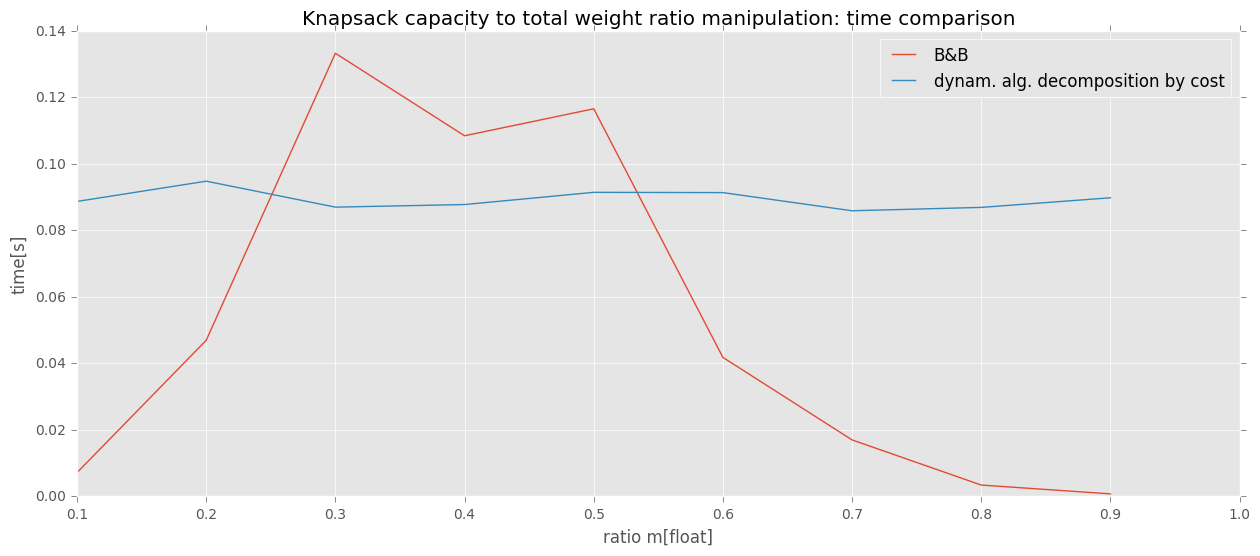 Knapsack capacity to total weight ratio manipulation: time comparison
B&B
dynam. alg. decomposition by cost
0.14
0.12
0.10
0.08
0.06
0.04
0.02
0.00
time[s]
0.1 0.2 0.3 0.4 0.5 0.6 0.7 0.8 0.9 1.0
ratio m[float]